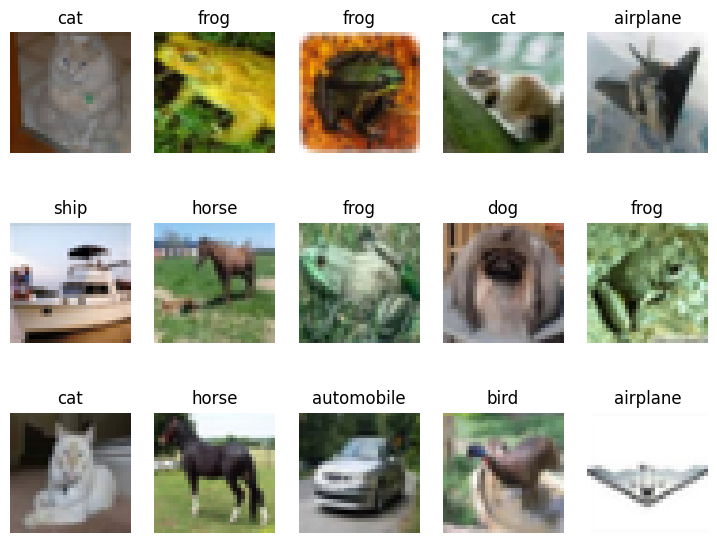 cat frog frog cat airplane
ship horse frog dog frog
cat horse automobile bird airplane